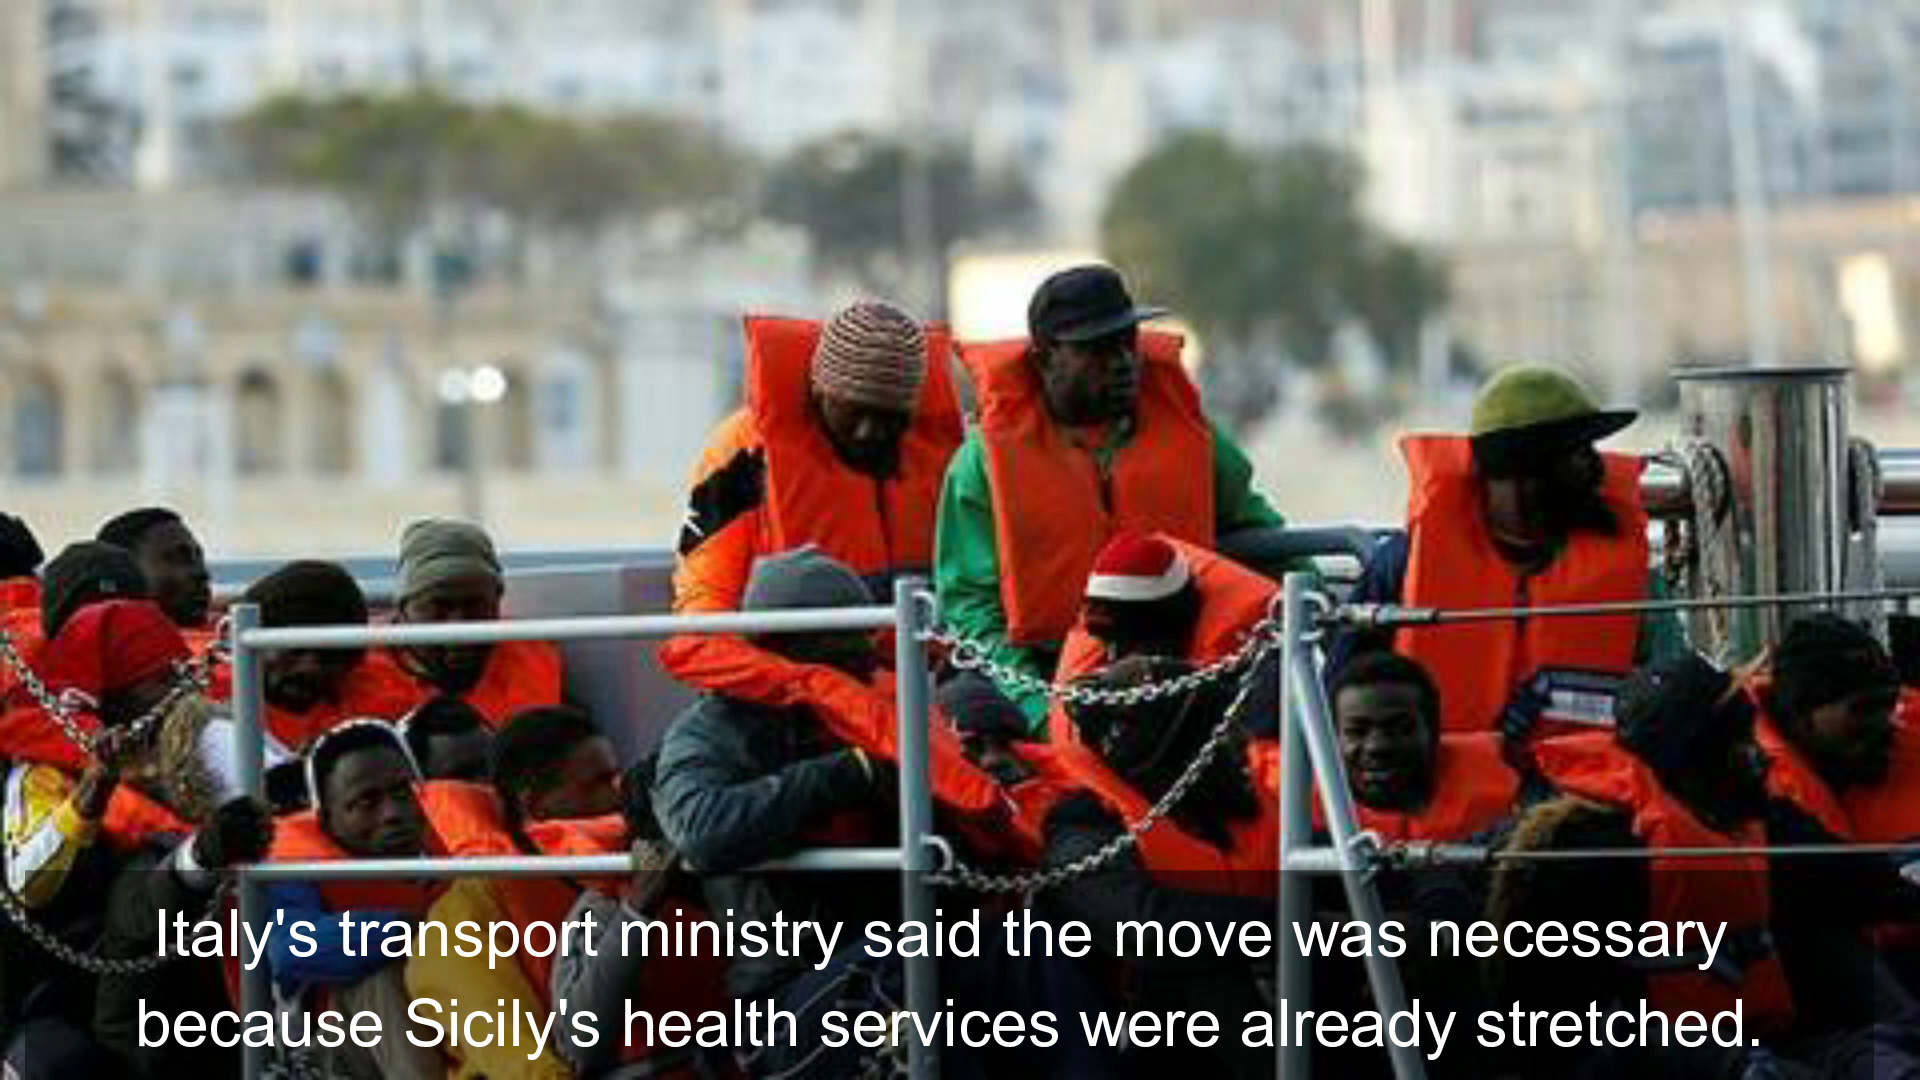 Italy's transport ministry said the move was necessary
because Sicily's health services were already stretched.